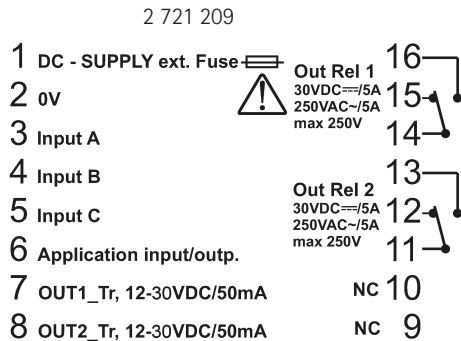 2 721 209
1 DC - SUPPLY ext. Fuse
2 0V
3 Input A
4 Input B
5 Input C
6 Application input/outp.
7 OUT1_Tr, 12-30VDC/50mA
8 OUT2_Tr, 12-30VDC/50mA
Out Rel 1
30VDC⎓/5A
250VAC~/5A
max 250V
16
15
14
Out Rel 2
30VDC⎓/5A
250VAC~/5A
max 250V
13
12
11
NC 10
NC 9